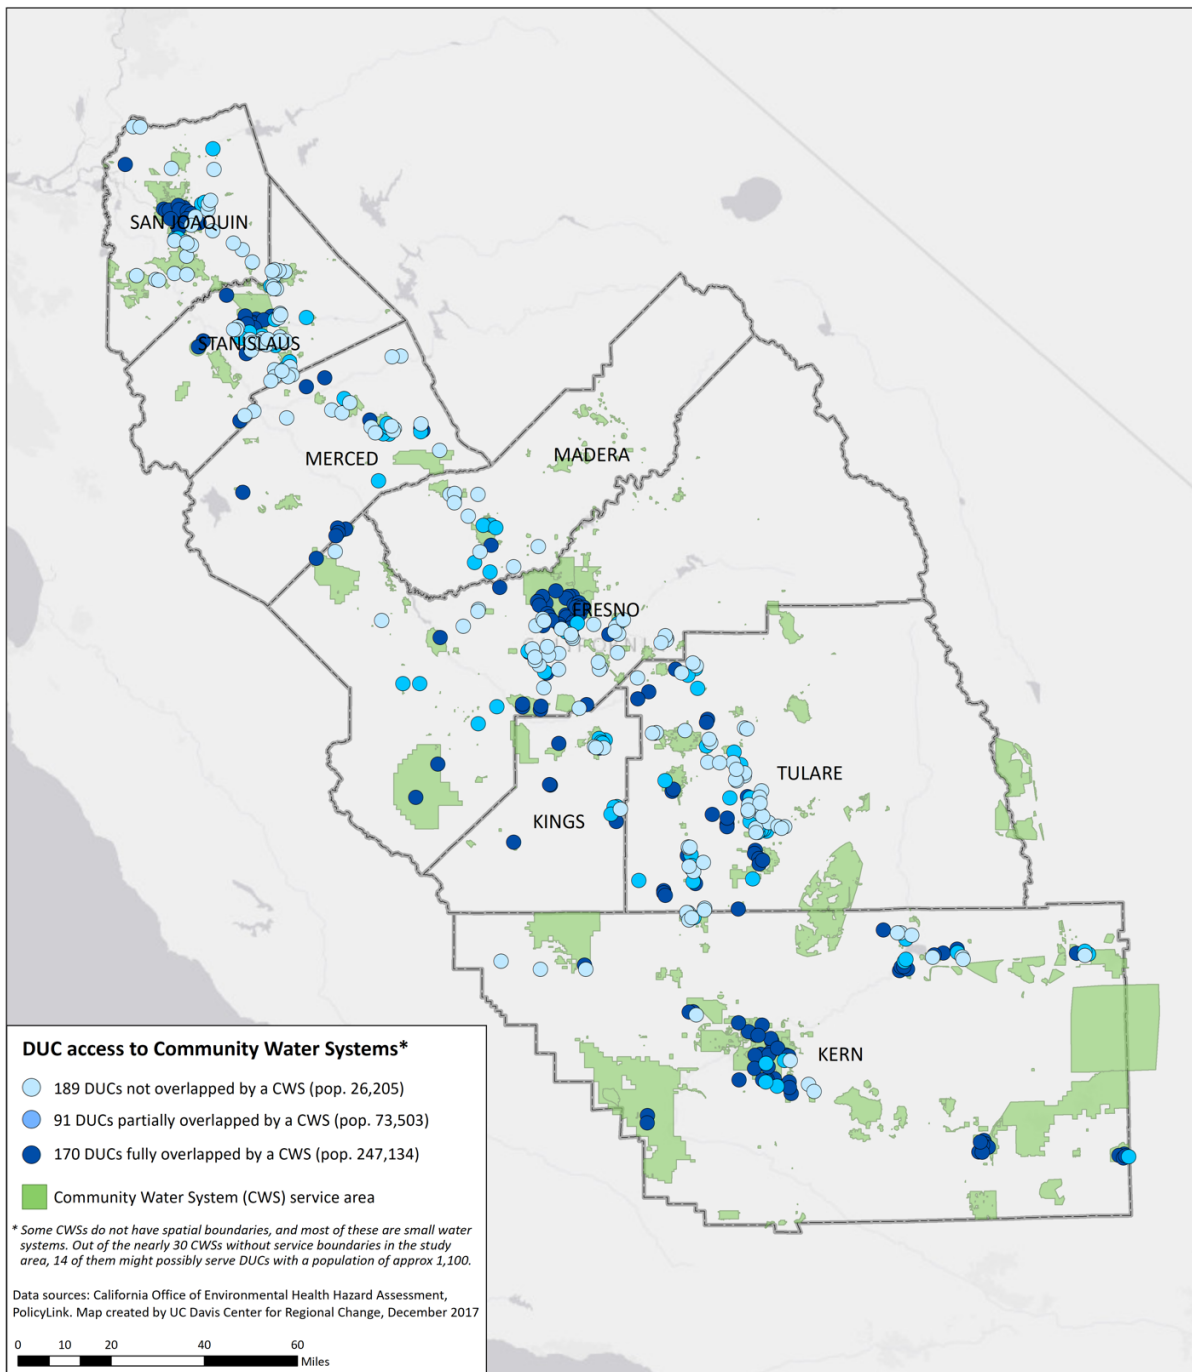 SAN JOAQUIN
STANISLAUS
MERCED
MADERA
FRESNO
CALIFORNIA
TULARE
KINGS
KERN
DUC access to Community Water Systems*
189 DUCs not overlapped by a CWS (pop. 26,205)
91 DUCs partially overlapped by a CWS (pop. 73,503)
170 DUCs fully overlapped by a CWS (pop. 247,134)
Community Water System (CWS) service area
* Some CWSs do not have spatial boundaries, and most of these are small water
systems. Out of the nearly 30 CWSs without service boundaries in the study
area, 14 of them might possibly serve DUCs with a population of approx 1,100.
Data sources: California Office of Environmental Health Hazard Assessment,
PolicyLink. Map created by UC Davis Center for Regional Change, December 2017
0 10 20 40 60
Miles